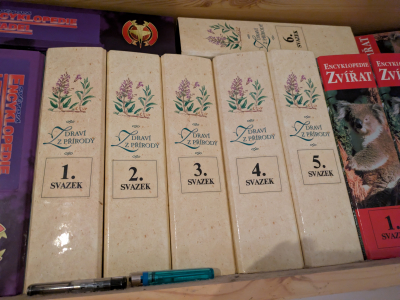 ENCYKLOPEDIE
ZDRAVÍ
Z PŘÍRODY
1.
SVAZEK
ZDRAVÍ
Z PŘÍRODY
2.
SVAZEK
ZDRAVÍ
Z PŘÍRODY
3.
SVAZEK
ZDRAVÍ
Z PŘÍRODY
4.
SVAZEK
ZDRAVÍ
Z PŘÍRODY
5.
SVAZEK
ZDRAVÍ
Z PŘÍRODY
6.
SVAZEK
ENCYKLOPEDIE
ZVÍŘAT
1.
ZVÍŘAT